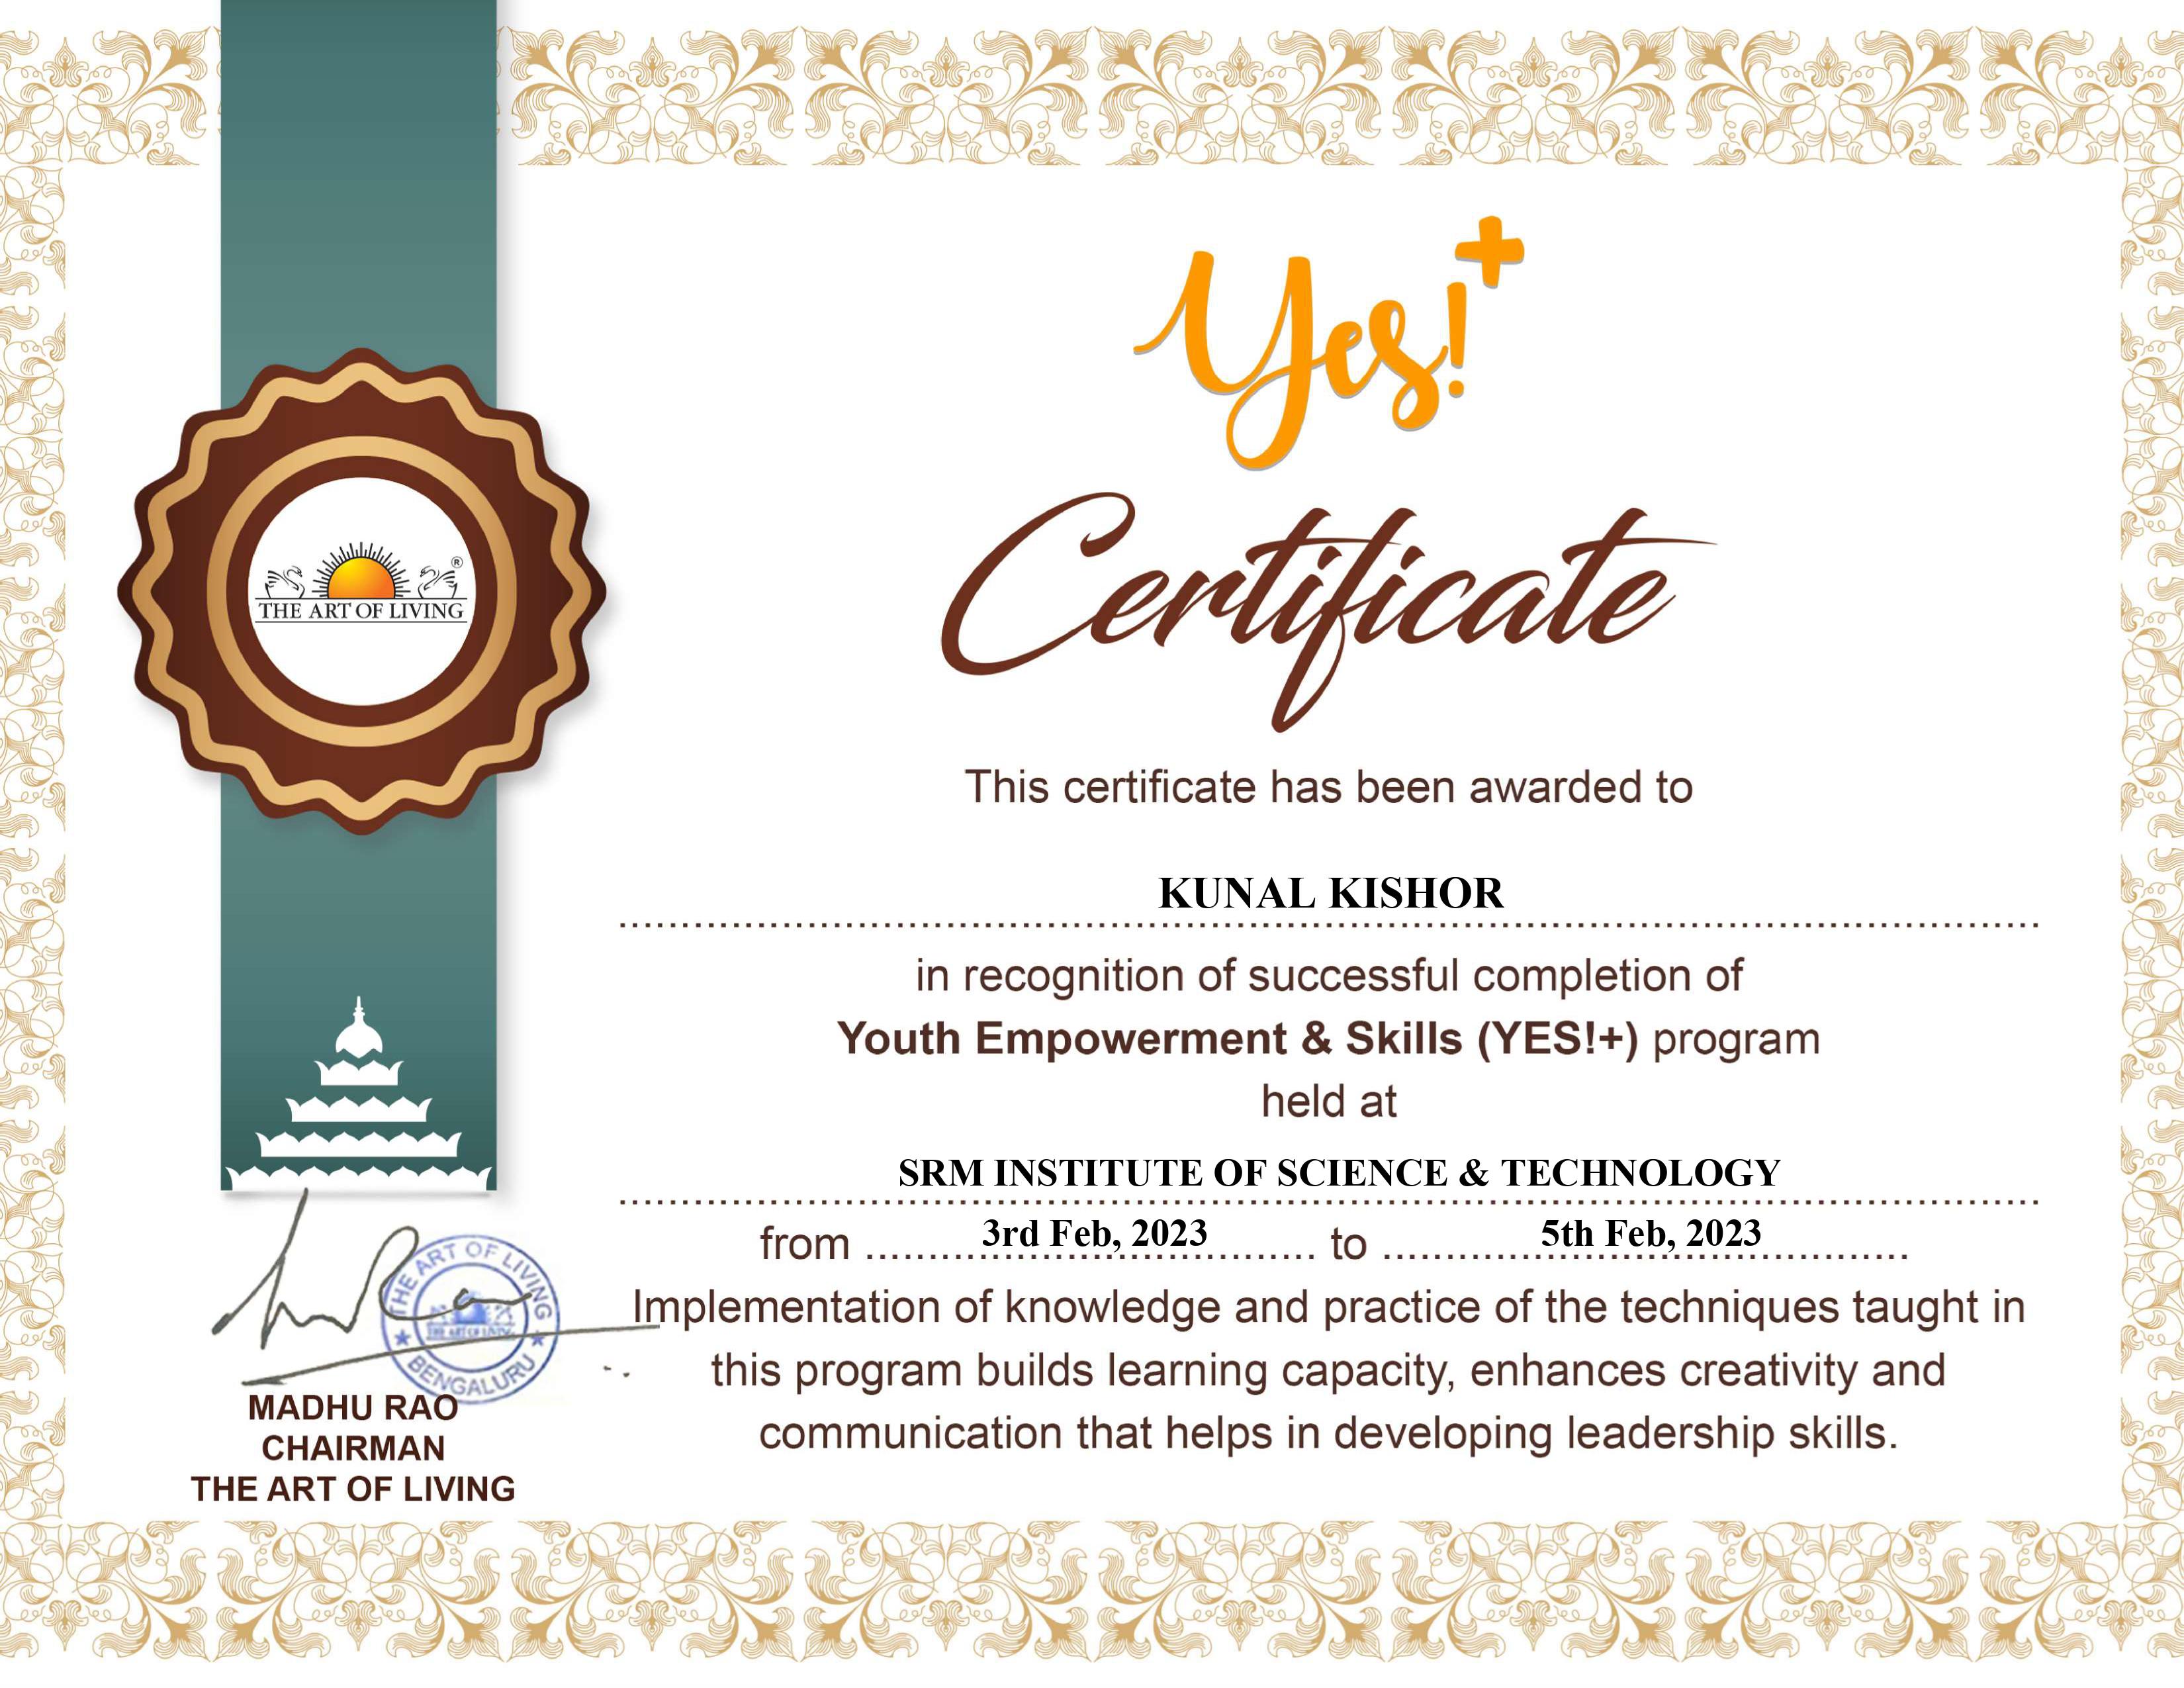 Yes!+
Certificate
This certificate has been awarded to
KUNAL KISHOR
in recognition of successful completion of
Youth Empowerment & Skills (YES!+) program
held at
SRM INSTITUTE OF SCIENCE & TECHNOLOGY
from 3rd Feb, 2023 to 5th Feb, 2023
Implementation of knowledge and practice of the techniques taught in
this program builds learning capacity, enhances creativity and
communication that helps in developing leadership skills.
THE ART OF LIVING ®
THE ART OF LIVING
THE ART OF LIVING
★ BENGALURU ★
MADHU RAO
CHAIRMAN
THE ART OF LIVING